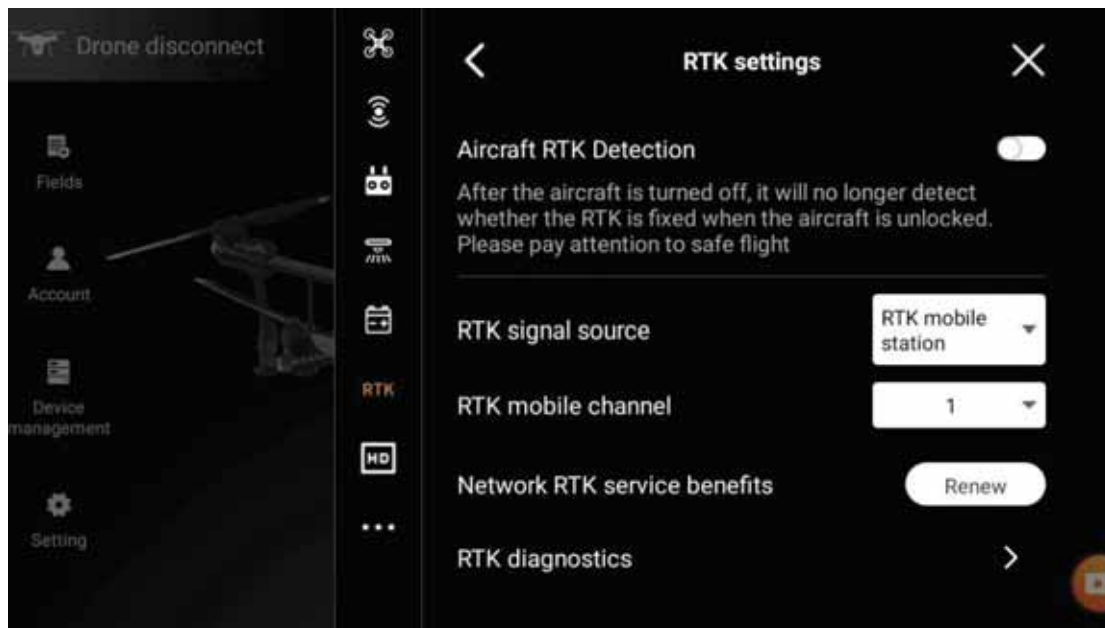 Drone disconnect
Fields
Account
Device
management
Setting
RTK
HD
RTK settings
Aircraft RTK Detection
After the aircraft is turned off, it will no longer detect
whether the RTK is fixed when the aircraft is unlocked.
Please pay attention to safe flight
RTK signal source
RTK mobile
station
RTK mobile channel
1
Network RTK service benefits
Renew
RTK diagnostics